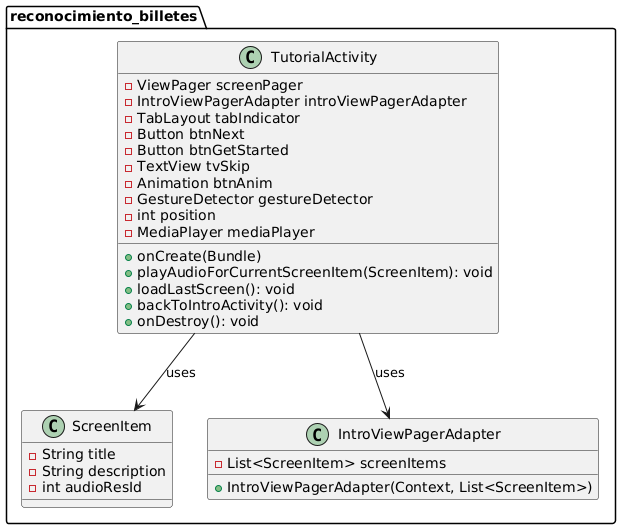 reconocimiento_billetes
C TutorialActivity
ViewPager screenPager
IntroViewPagerAdapter introViewPagerAdapter
TabLayout tabIndicator
Button btnNext
Button btnGetStarted
TextView tvSkip
Animation btnAnim
GestureDetector gestureDetector
int position
MediaPlayer mediaPlayer
onCreate(Bundle)
playAudioForCurrentScreenItem(ScreenItem): void
loadLastScreen(): void
backToIntroActivity(): void
onDestroy(): void
uses
uses
C ScreenItem
String title
String description
int audioResId
C IntroViewPagerAdapter
List<ScreenItem> screenItems
IntroViewPagerAdapter(Context, List<ScreenItem>)